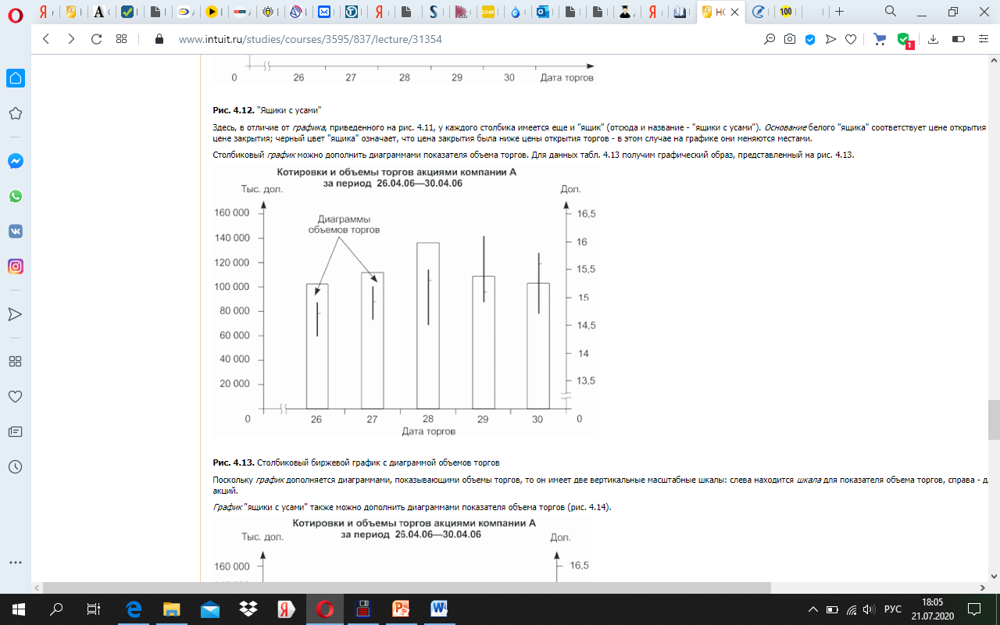 www.intuit.ru/studies/courses/3595/837/lecture/31354
0 26 27 28 29 30 Дата торгов
Рис. 4.12. "Ящики с усами"
Здесь, в отличие от графика, приведенного на рис. 4.11, у каждого столбика имеется еще и "ящик" (отсюда и название - "ящики с усами"). Основание белого "ящика" соответствует цене открытия
цене закрытия; черный цвет "ящика" означает, что цена закрытия была ниже цены открытия торгов - в этом случае на графике они меняются местами.
Столбиковый график можно дополнить диаграммами показателя объема торгов. Для данных табл. 4.13 получим графический образ, представленный на рис. 4.13.
Котировки и объемы торгов акциями компании А
за период 26.04.06—30.04.06
Тыс. дол.
Дол.
160 000
140 000
120 000
100 000
80 000
60 000
40 000
20 000
0
Диаграммы
объемов торгов
16,5
16
15,5
15
14,5
14
13,5
0
26 27 28 29 30
Дата торгов
Рис. 4.13. Столбиковый биржевой график с диаграммой объемов торгов
Поскольку график дополняется диаграммами, показывающими объемы торгов, то он имеет две вертикальные масштабные шкалы: слева находится шкала для показателя объема торгов, справа - д
акций.
График "ящики с усами" также можно дополнить диаграммами показателя объема торгов (рис. 4.14).
Котировки и объемы торгов акциями компании А
за период 26.04.06—30.04.06
Тыс. дол.
Дол.
160 000
16,5
РУС
18:05
21.07.2020